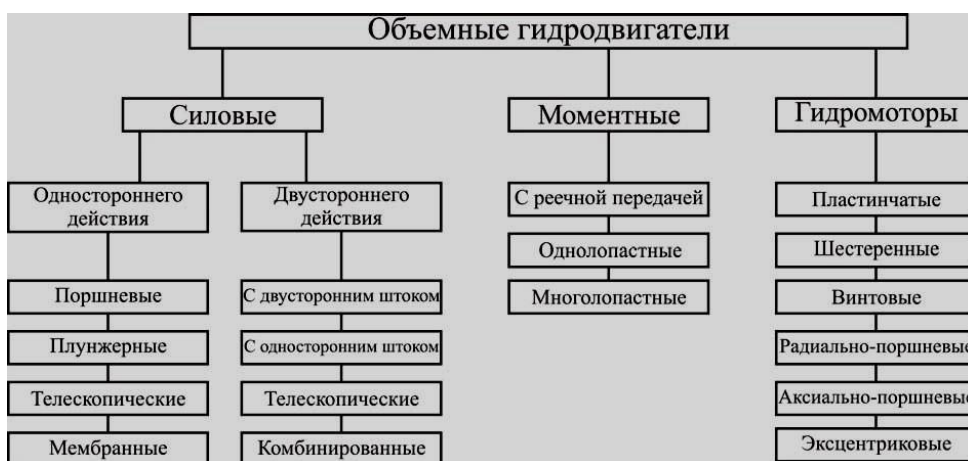 Объемные гидродвигатели
Силовые
Моментные
Гидромоторы
Одностороннего
действия
Двустороннего
действия
С реечной передачей
Пластинчатые
Однолопастные
Шестеренные
Поршневые
С двусторонним штоком
Многолопастные
Винтовые
Плунжерные
С односторонним штоком
Радиально-поршневые
Телескопические
Телескопические
Аксиально-поршневые
Мембранные
Комбинированные
Эксцентриковые